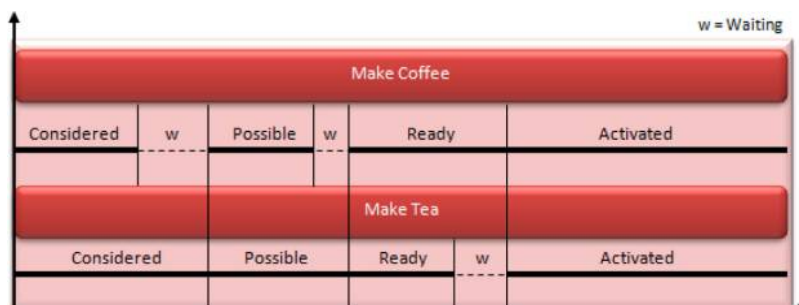 w = Waiting
Make Coffee
Considered w Possible w Ready Activated
Make Tea
Considered Possible Ready w Activated